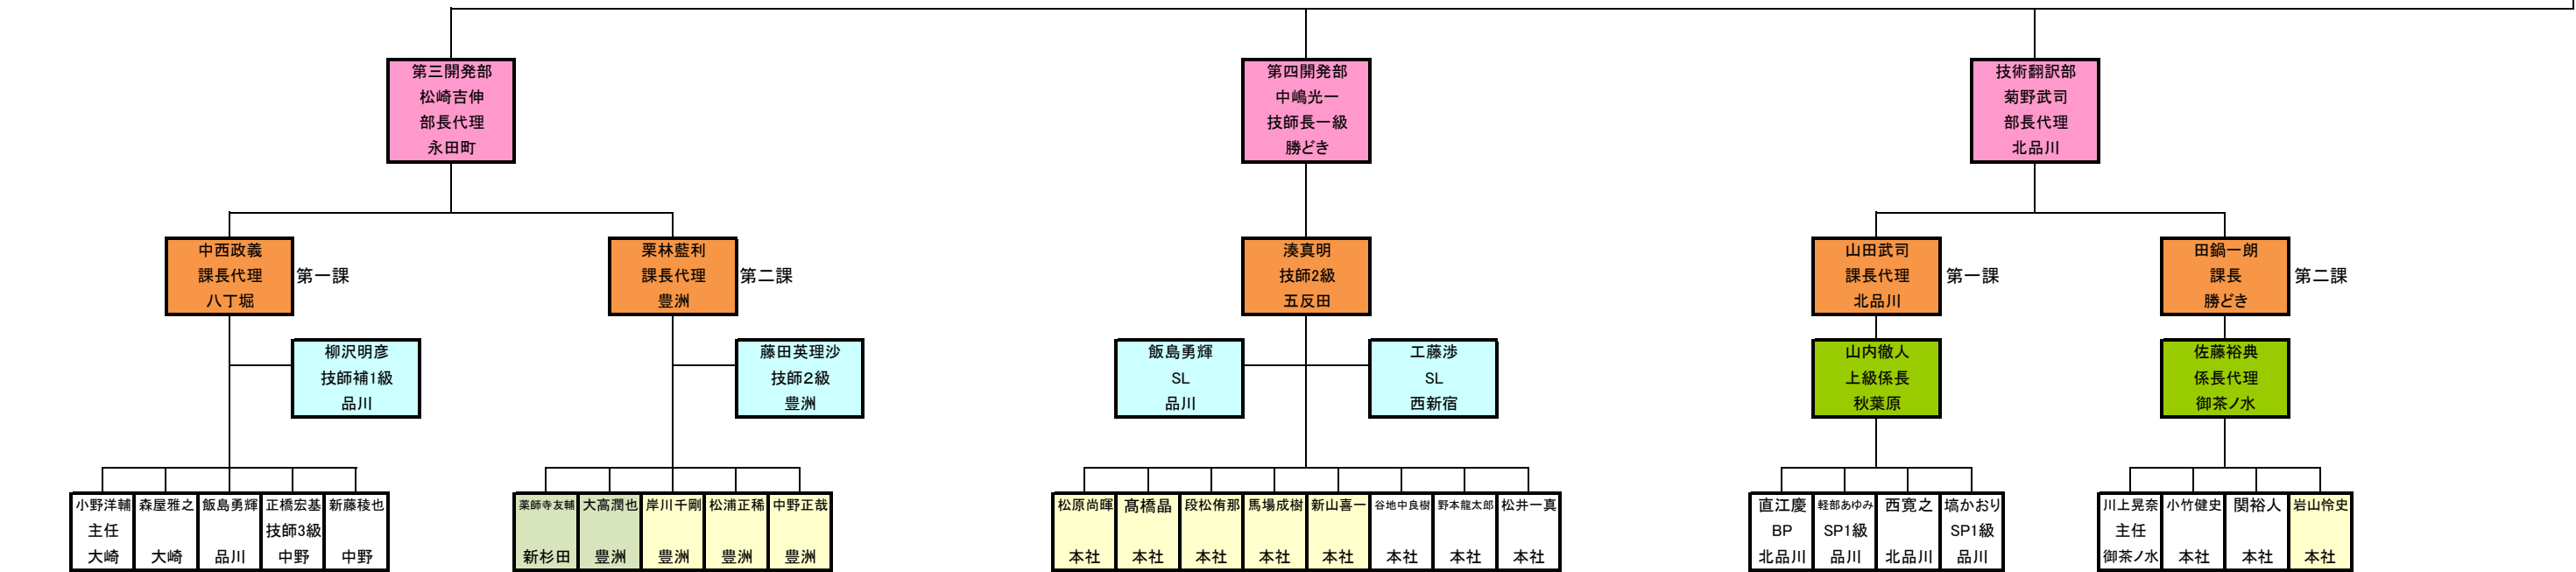 第三開発部
松崎吉伸
部長代理
永田町
第四開発部
中嶋光一
技師長一級
勝どき
技術翻訳部
菊野武司
部長代理
北品川
中西政義
課長代理
八丁堀
第一課
栗林藍利
課長代理
豊洲
第二課
湊真明
技師2級
五反田
山田武司
課長代理
北品川
第一課
田鍋一朗
課長
勝どき
第二課
柳沢明彦
技師補1級
品川
藤田英理沙
技師２級
豊洲
飯島勇輝
SL
品川
工藤渉
SL
西新宿
山内徹人
上級係長
秋葉原
佐藤裕典
係長代理
御茶ノ水
小野洋輔
主任
大崎
森屋雅之
大崎
飯島勇輝
品川
正橋宏基
技師3級
中野
新藤稜也
中野
薬師寺友輔
新杉田
大高潤也
豊洲
岸川千剛
豊洲
松浦正稀
豊洲
中野正哉
豊洲
松原尚暉
本社
髙橋晶
本社
段松侑那
本社
馬場成樹
本社
新山喜一
本社
谷地中良樹
本社
野本龍太郎
本社
松井一真
本社
直江慶
BP
北品川
軽部あゆみ
SP1級
品川
西寛之
北品川
塙かおり
SP1級
品川
川上晃奈
主任
御茶ノ水
小竹健史
本社
関裕人
本社
岩山怜史
本社